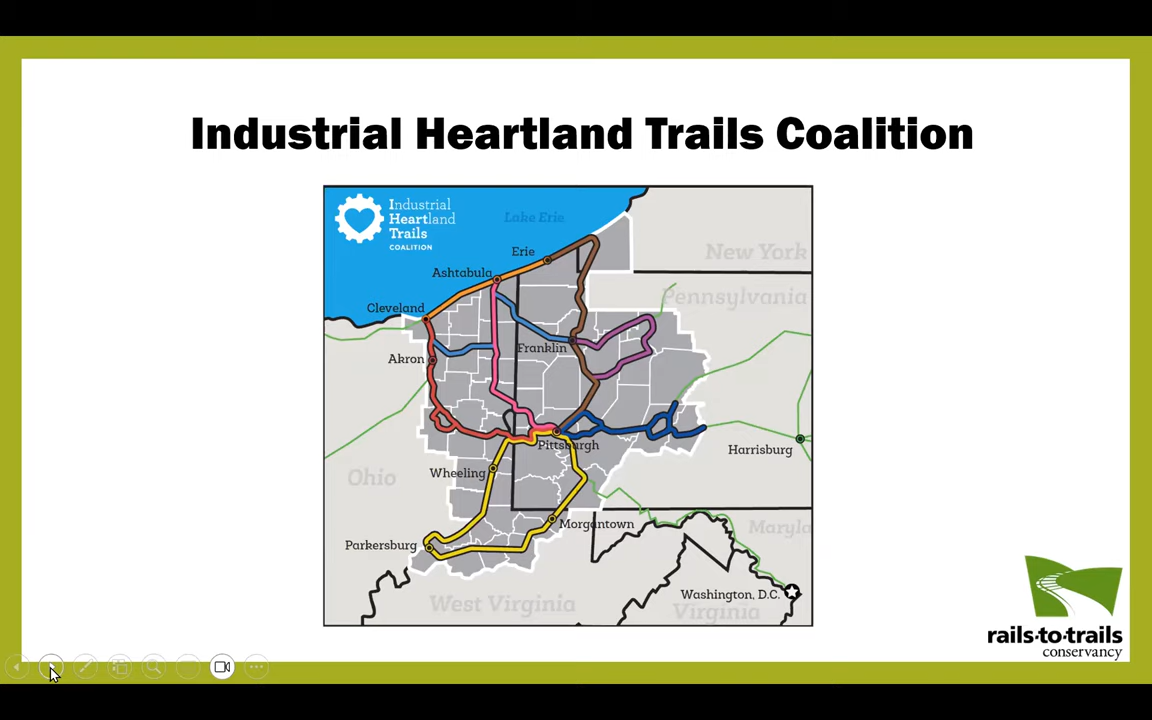 Industrial Heartland Trails Coalition
Industrial
Heartland
Trails
COALITION
Lake Erie
New York
Erie
Ashtabula
Pennsylvania
Cleveland
Franklin
Akron
Pittsburgh
Harrisburg
Wheeling
Ohio
Morgantown
Maryla
Parkersburg
Washington, D.C.
West Virginia
Virginia
rails-to-trails
conservancy